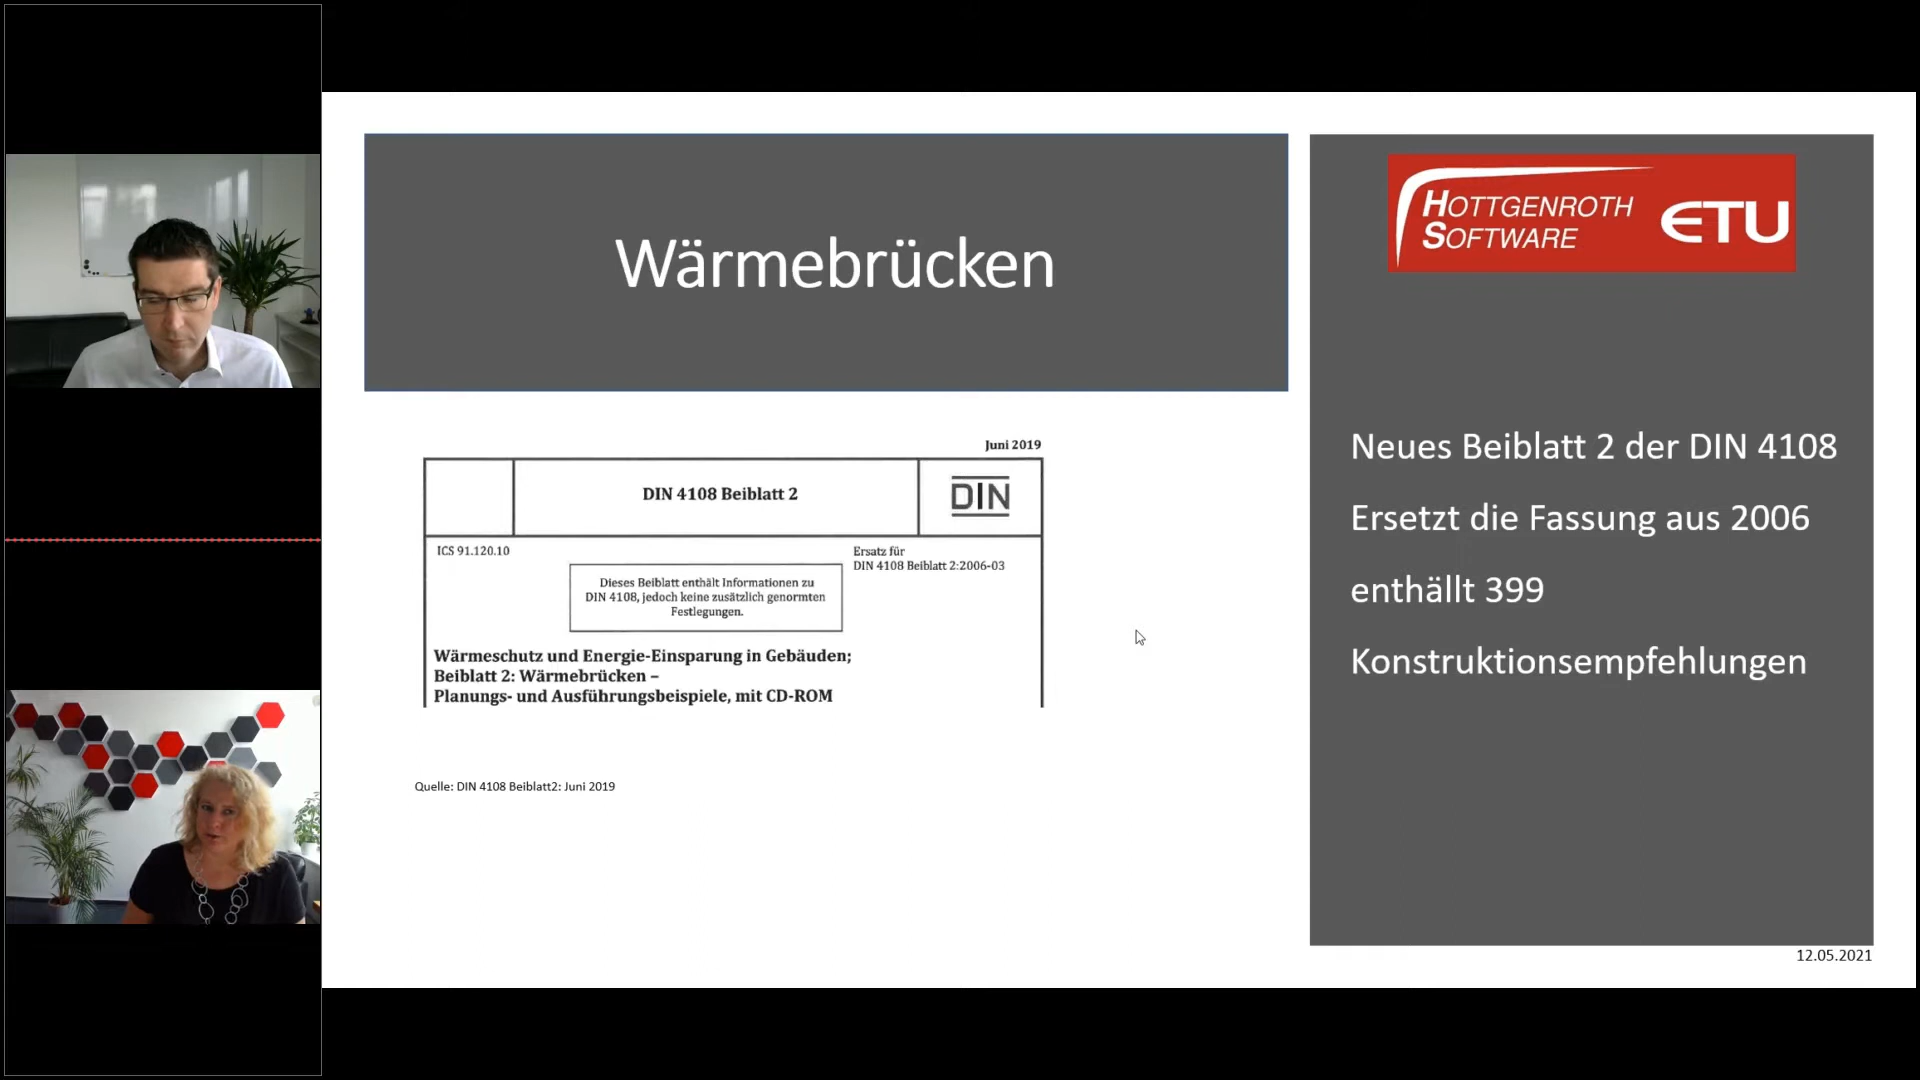 Wärmebrücken
HOTTGENROTH
SOFTWARE
ETU
Juni 2019
DIN 4108 Beiblatt 2
DIN
ICS 91.120.10
Ersatz für
DIN 4108 Beiblatt 2:2006-03
Dieses Beiblatt enthält Informationen zu
DIN 4108, jedoch keine zusätzlich genormten
Festlegungen.
Wärmeschutz und Energie-Einsparung in Gebäuden;
Beiblatt 2: Wärmebrücken –
Planungs- und Ausführungsbeispiele, mit CD-ROM
Quelle: DIN 4108 Beiblatt2: Juni 2019
Neues Beiblatt 2 der DIN 4108
Ersetzt die Fassung aus 2006
enthällt 399
Konstruktionsempfehlungen
12.05.2021